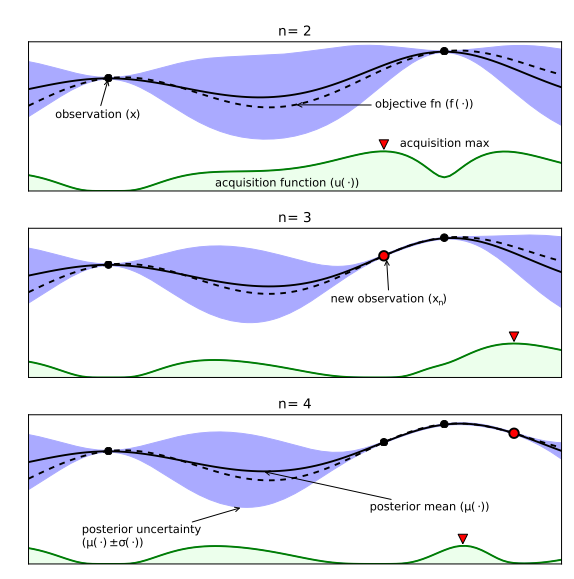 n= 2
observation (x)
objective fn (f( ·))
acquisition max
acquisition function (u( ·))
n= 3
new observation (xₙ)
n= 4
posterior mean (μ( ·))
posterior uncertainty
(μ( ·) ±σ( ·))